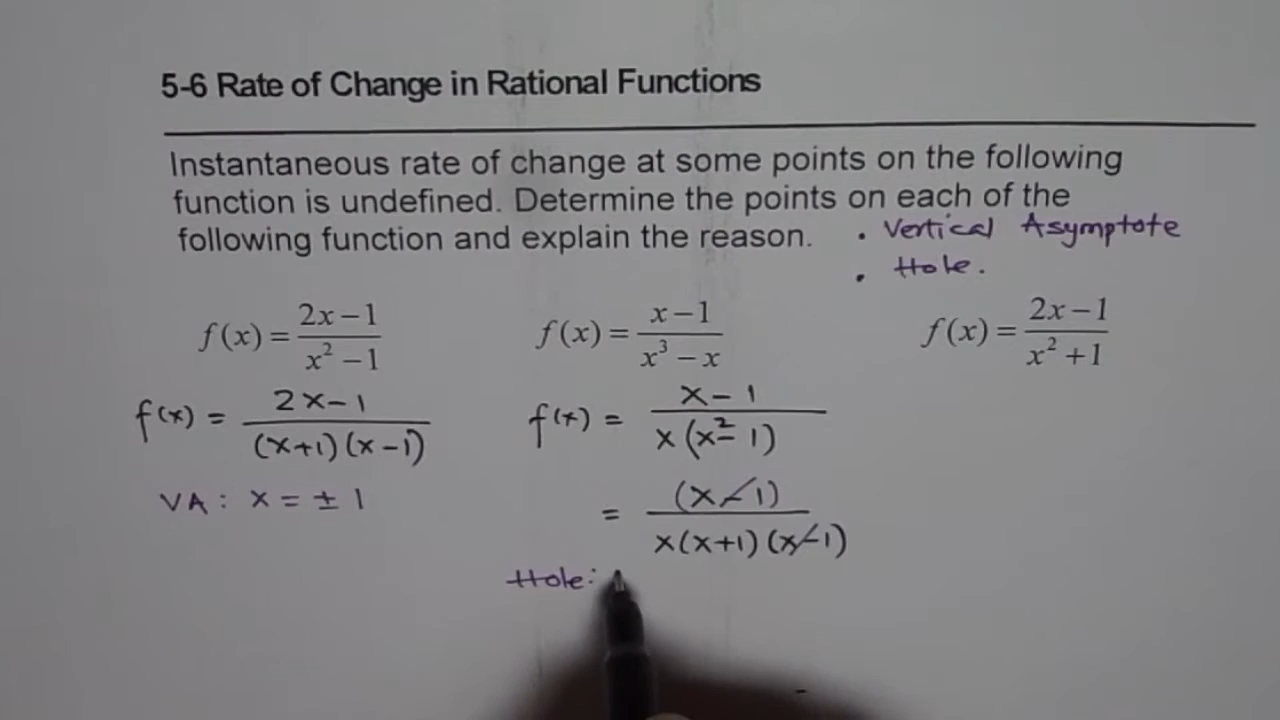 5-6 Rate of Change in Rational Functions
Instantaneous rate of change at some points on the following
function is undefined. Determine the points on each of the
following function and explain the reason.
• Vertical Asymptote
• Hole.
f(x) = (2x−1)/(x²−1)
f(x) = (x−1)/(x³−x)
f(x) = (2x−1)/(x²+1)
f(x) = (2x−1)/((x+1)(x−1))
f(x) = (x−1)/(x(x²−1))
VA: x = ± 1
= (x−1)/(x(x+1)(x−1))
Hole: